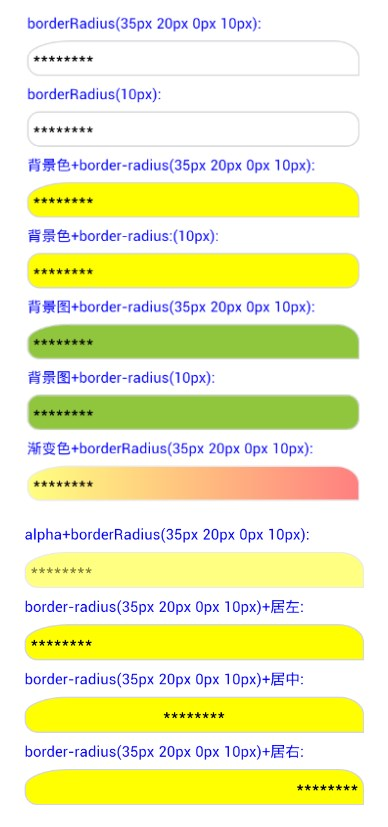 borderRadius(35px 20px 0px 10px):
********
borderRadius(10px):
********
背景色+border-radius(35px 20px 0px 10px):
********
背景色+border-radius:(10px):
********
背景图+border-radius(35px 20px 0px 10px):
********
背景图+border-radius(10px):
********
渐变色+borderRadius(35px 20px 0px 10px):
********
alpha+borderRadius(35px 20px 0px 10px):
********
border-radius(35px 20px 0px 10px)+居左:
********
border-radius(35px 20px 0px 10px)+居中:
********
border-radius(35px 20px 0px 10px)+居右:
********